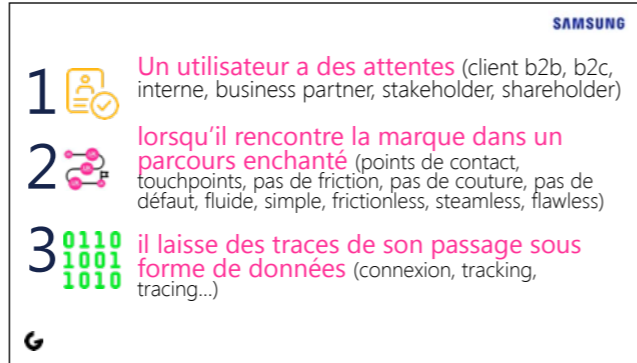 SAMSUNG
1
Un utilisateur a des attentes (client b2b, b2c,
interne, business partner, stakeholder, shareholder)
2
lorsqu'il rencontre la marque dans un
parcours enchanté (points de contact,
touchpoints, pas de friction, pas de couture, pas de
défaut, fluide, simple, frictionless, steamless, flawless)
3
0110
1001
1010
il laisse des traces de son passage sous
forme de données (connexion, tracking,
tracing...)